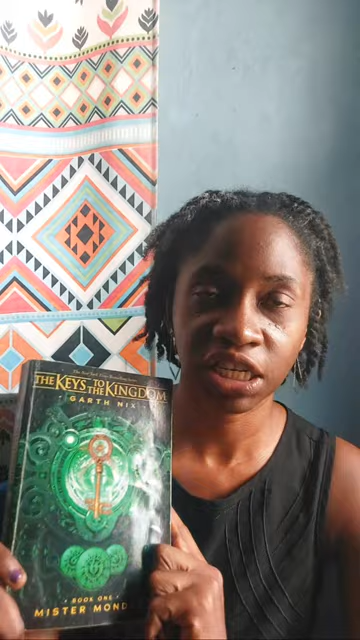 THE KEYS TO THE KINGDOM
GARTH NIX
BOOK ONE
MISTER MOND